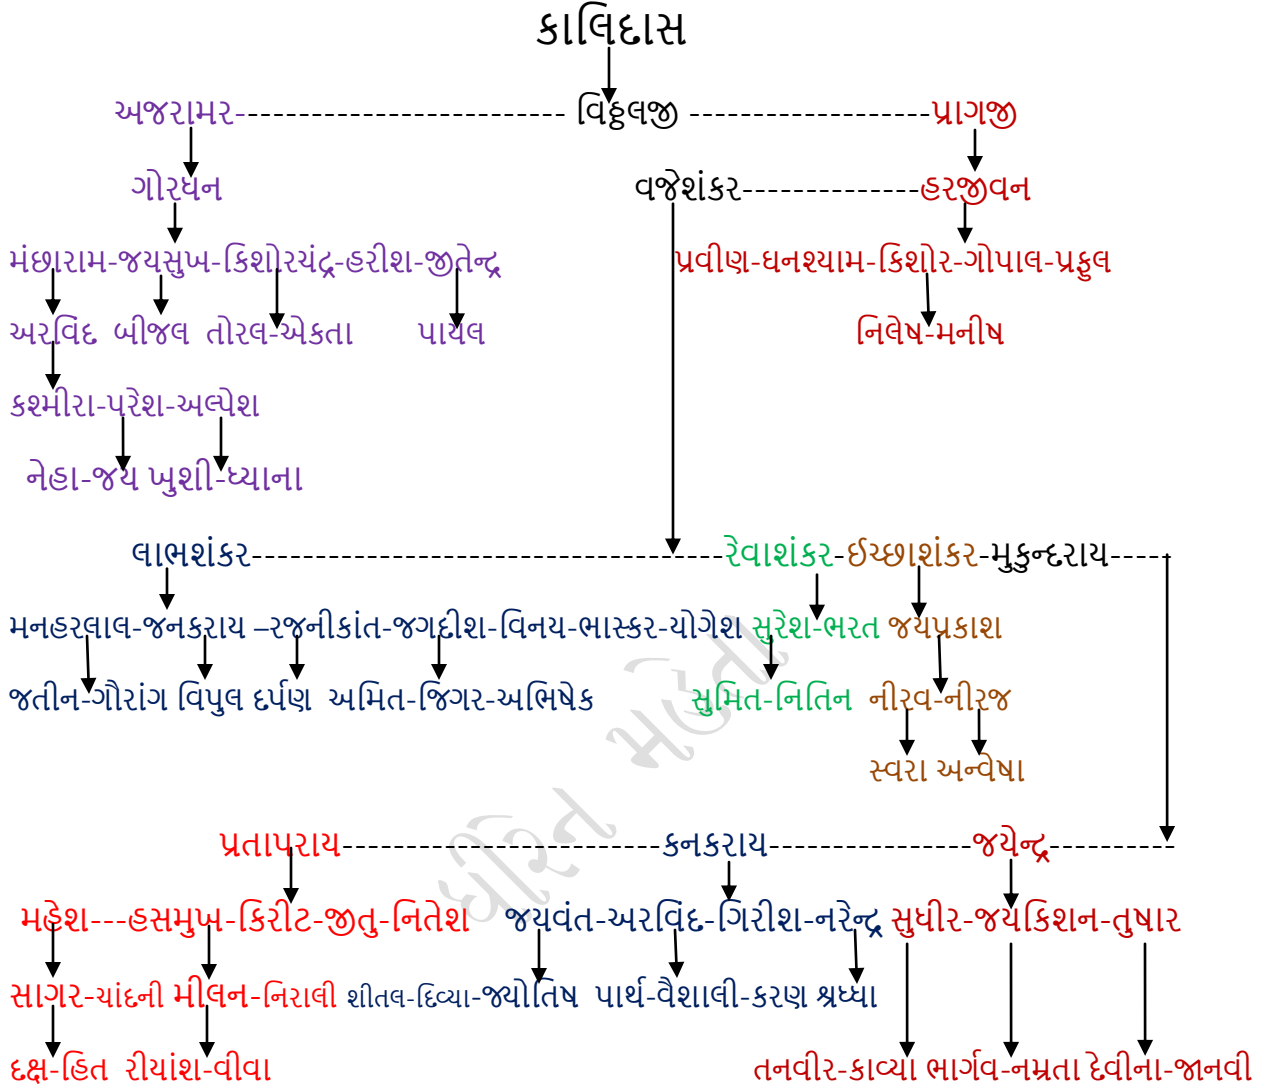 કાલિદાસ
અજરામર-------------------------- વિઠ્ઠલજી -------------------પ્રાગજી
ગોરધન વજેશંકર--------------હરજીવન
મંછારામ-જયસુખ-કિશોરચંદ્ર-હરીશ-જીતેન્દ્ર પ્રવીણ-ઘનશ્યામ-કિશોર-ગોપાલ-પ્રફુલ
અરવિંદ બીજલ તોરલ-એકતા પાયલ નિલેષ-મનીષ
કશ્મીરા-પરેશ-અલ્પેશ
નેહા-જય ખુશી-ધ્યાના
લાભશંકર-------------------------------------રેવાશંકર-ઈચ્છાશંકર-મુકુન્દરાય-----
મનહરલાલ-જનકરાય –રજનીકાંત-જગદીશ-વિનય-ભાસ્કર-યોગેશ સુરેશ-ભરત જયપ્રકાશ
જતીન-ગૌરાંગ વિપુલ દર્પણ અમિત-જિગર-અભિષેક સુમિત-નિતિન નીરવ-નીરજ
સ્વરા અન્વેષા
પ્રતાપરાય-------------------------કનકરાય----------------જયેન્દ્ર----------
મહેશ---હસમુખ-કિરીટ-જીતુ-નિતેશ જયવંત-અરવિંદ-ગિરીશ-નરેન્દ્ર સુધીર-જયકિશન-તુષાર
સાગર-ચાંદની મીલન-નિરાલી શીતલ-દિવ્યા-જ્યોતિષ પાર્થ-વૈશાલી-કરણ શ્રધ્ધા
દક્ષ-હિત રીયાંશ-વીવા તનવીર-કાવ્યા ભાર્ગવ-નમ્રતા દેવીના-જાનવી